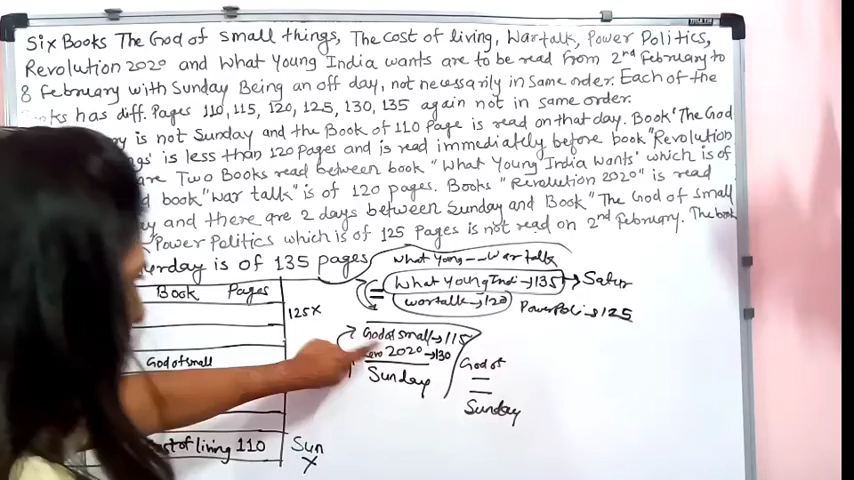 Six Books The God of small things, The cost of living, War talk, Power Politics,
Revolution 2020 and What Young India wants are to be read from 2nd February to
8 February with Sunday Being an off day, not necessarily in Same order. Each of the
has diff. Pages 110, 115, 120, 125, 130, 135 again not in same order.
is not Sunday and the Book of 110 Page is read on that day. Book "The God
is less than 120 pages and is read immediately before book "Revolution
are Two Books read between book "What Young India Wants" which is of
book "War talk" is of 120 pages. Books "Revolution 2020" is read
and there are 2 days between Sunday and Book "The God of Small
Power Politics which is of 125 Pages is not read on 2nd February. The book
is of 135 pages
What Young - - War talk
What Young Indi → 135 → Satur
wartalk → 120 Power Poli → 125
Book Pages
125 X
God of small → 115
2020 → 130
God of small
God of
Sunday
Sunday
of living 110
Sun
X